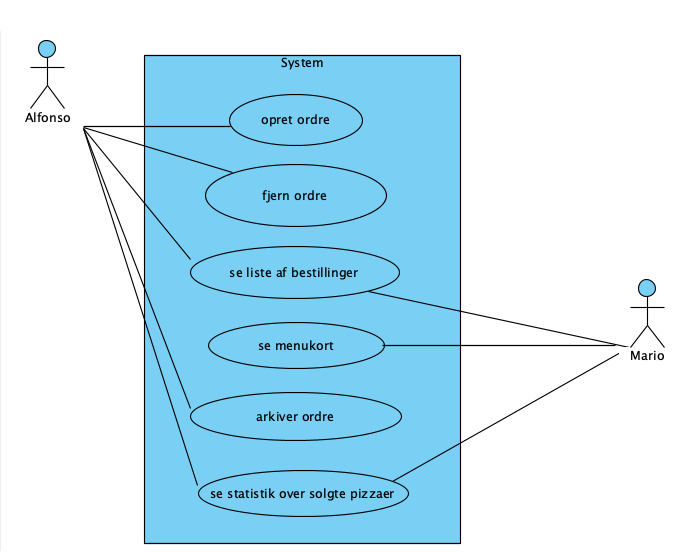 System
Alfonso
opret ordre
fjern ordre
se liste af bestillinger
se menukort
Mario
arkiver ordre
se statistik over solgte pizzaer